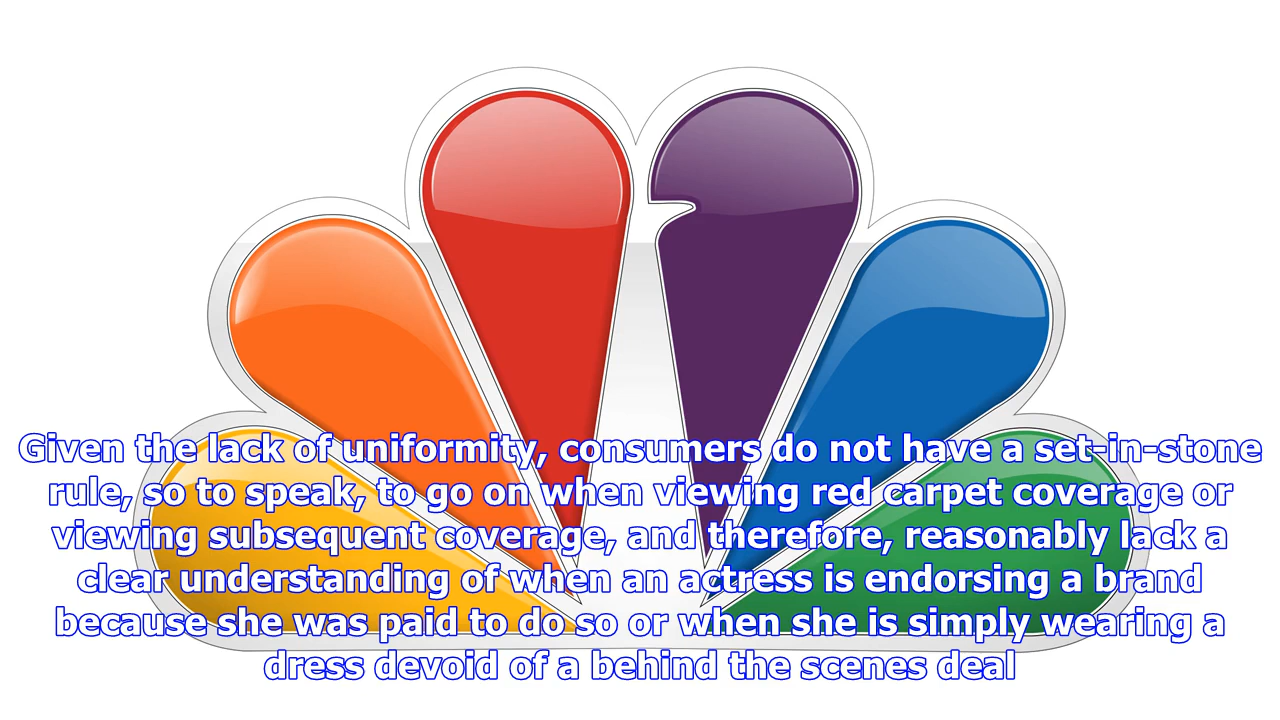 Given the lack of uniformity, consumers do not have a set-in-stone
rule, so to speak, to go on when viewing red carpet coverage or
viewing subsequent coverage, and therefore, reasonably lack a
clear understanding of when an actress is endorsing a brand
because she was paid to do so or when she is simply wearing a
dress devoid of a behind the scenes deal